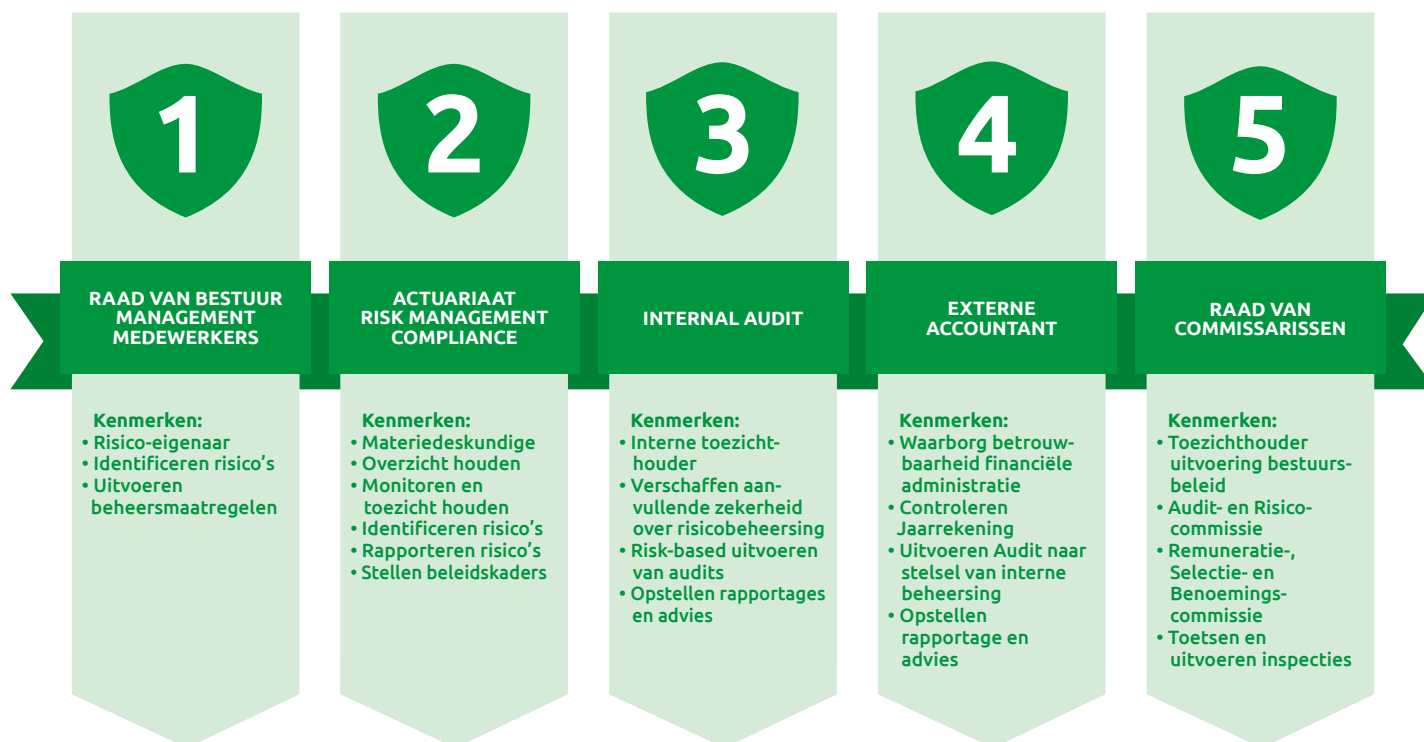 1
RAAD VAN BESTUUR
MANAGEMENT
MEDEWERKERS
Kenmerken:
• Risico-eigenaar
• Identificeren risico’s
• Uitvoeren
beheersmaatregelen
2
ACTUARIAAT
RISK MANAGEMENT
COMPLIANCE
Kenmerken:
• Materiedeskundige
• Overzicht houden
• Monitoren en
toezicht houden
• Identificeren risico’s
• Rapporteren risico’s
• Stellen beleidskaders
3
INTERNAL AUDIT
Kenmerken:
• Interne toezicht-
houder
• Verschaffen aan-
vullende zekerheid
over risicobeheersing
• Risk-based uitvoeren
van audits
• Opstellen rapportages
en advies
4
EXTERNE
ACCOUNTANT
Kenmerken:
• Waarborg betrouw-
baarheid financiële
administratie
• Controleren
Jaarrekening
• Uitvoeren Audit naar
stelsel van interne
beheersing
• Opstellen
rapportage en
advies
5
RAAD VAN
COMMISSARISSEN
Kenmerken:
• Toezichthouder
uitvoering bestuurs-
beleid
• Audit- en Risico-
commissie
• Remuneratie-,
Selectie- en
Benoemings-
commissie
• Toetsen en
uitvoeren inspecties